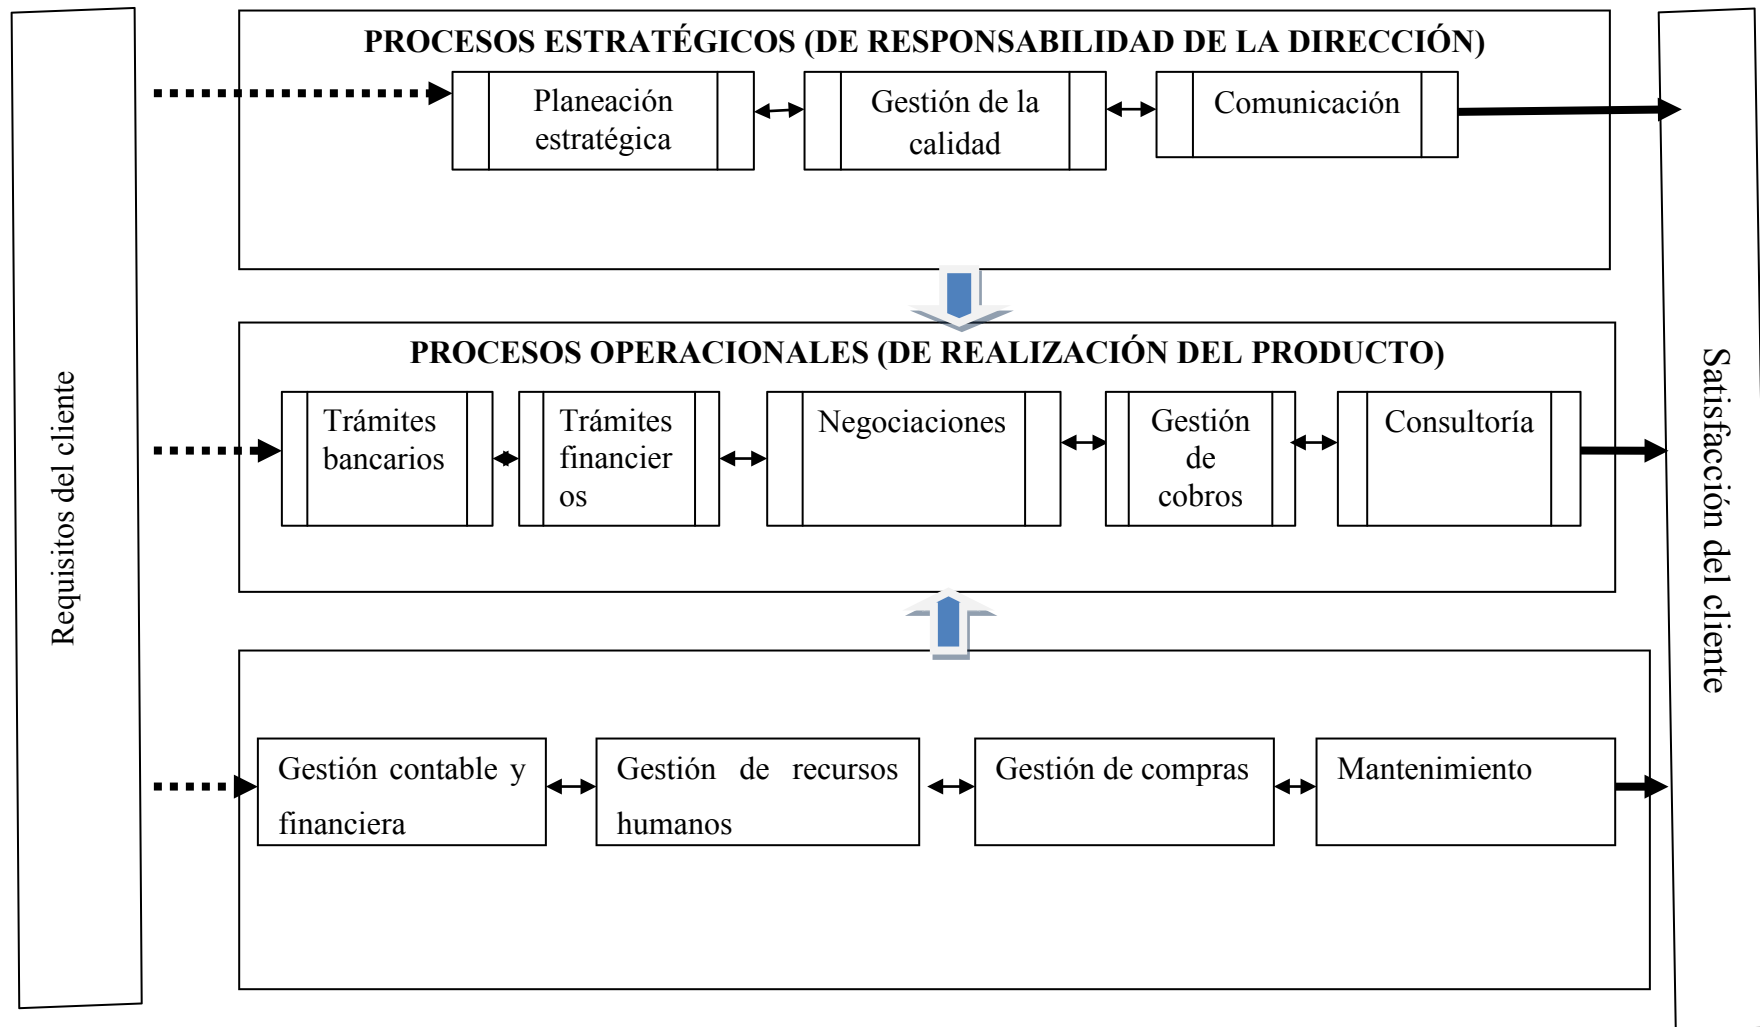 PROCESOS ESTRATÉGICOS (DE RESPONSABILIDAD DE LA DIRECCIÓN)
Planeación
estratégica
Gestión de la
calidad
Comunicación
Requisitos del cliente
PROCESOS OPERACIONALES (DE REALIZACIÓN DEL PRODUCTO)
Trámites
bancarios
Trámites
financier
os
Negociaciones
Gestión
de
cobros
Consultoría
Satisfacción del cliente
Gestión contable y
financiera
Gestión de recursos
humanos
Gestión de compras
Mantenimiento